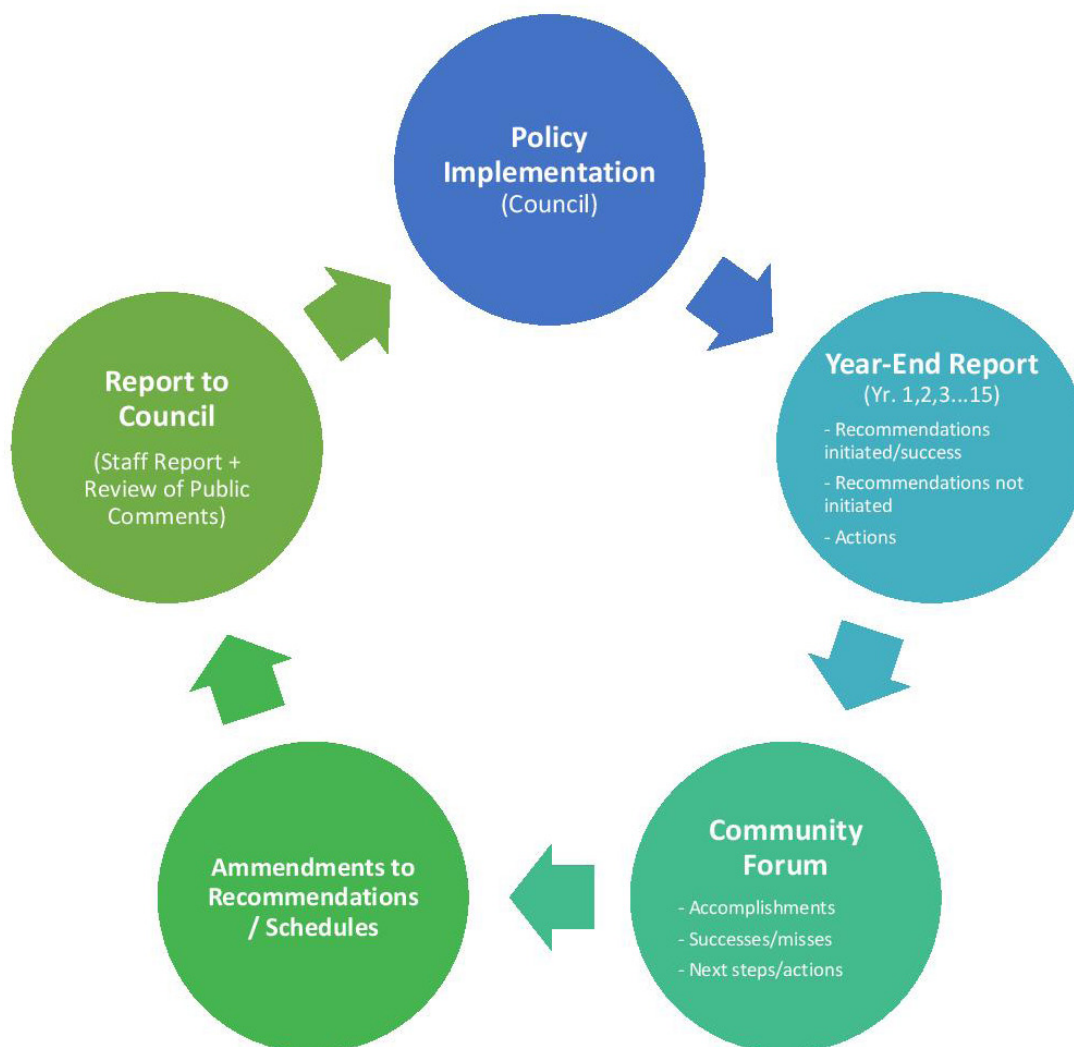 Policy
Implementation
(Council)
Year-End Report
(Yr. 1,2,3...15)
- Recommendations
initiated/success
- Recommendations not
initiated
- Actions
Community
Forum
- Accomplishments
- Successes/misses
- Next steps/actions
Ammendments to
Recommendations
/ Schedules
Report to
Council
(Staff Report +
Review of Public
Comments)